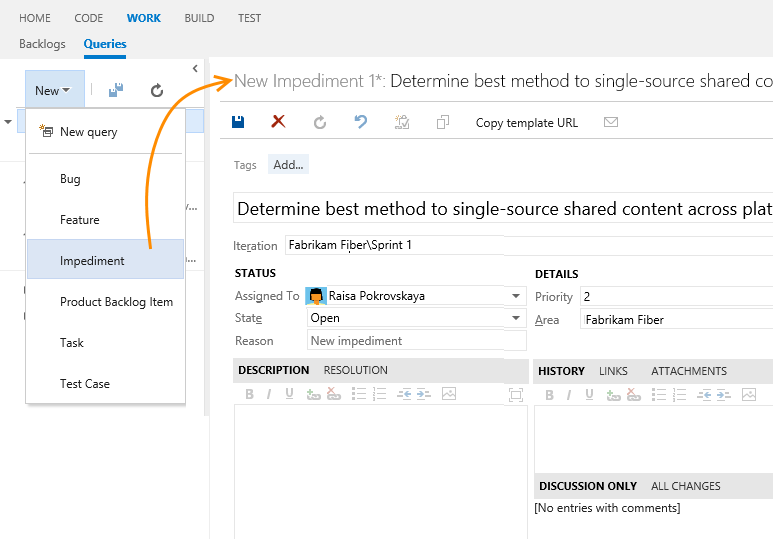 HOME CODE WORK BUILD TEST
Backlogs Queries
New
New query
Bug
Feature
Impediment
Product Backlog Item
Task
Test Case
New Impediment 1*: Determine best method to single-source shared co
Copy template URL
Tags Add...
Determine best method to single-source shared content across plat
Iteration Fabrikam Fiber\Sprint 1
STATUS
Assigned To Raisa Pokrovskaya
State Open
Reason New impediment
DETAILS
Priority 2
Area Fabrikam Fiber
DESCRIPTION RESOLUTION
B I U
HISTORY LINKS ATTACHMENTS
B I U
DISCUSSION ONLY ALL CHANGES
[No entries with comments]